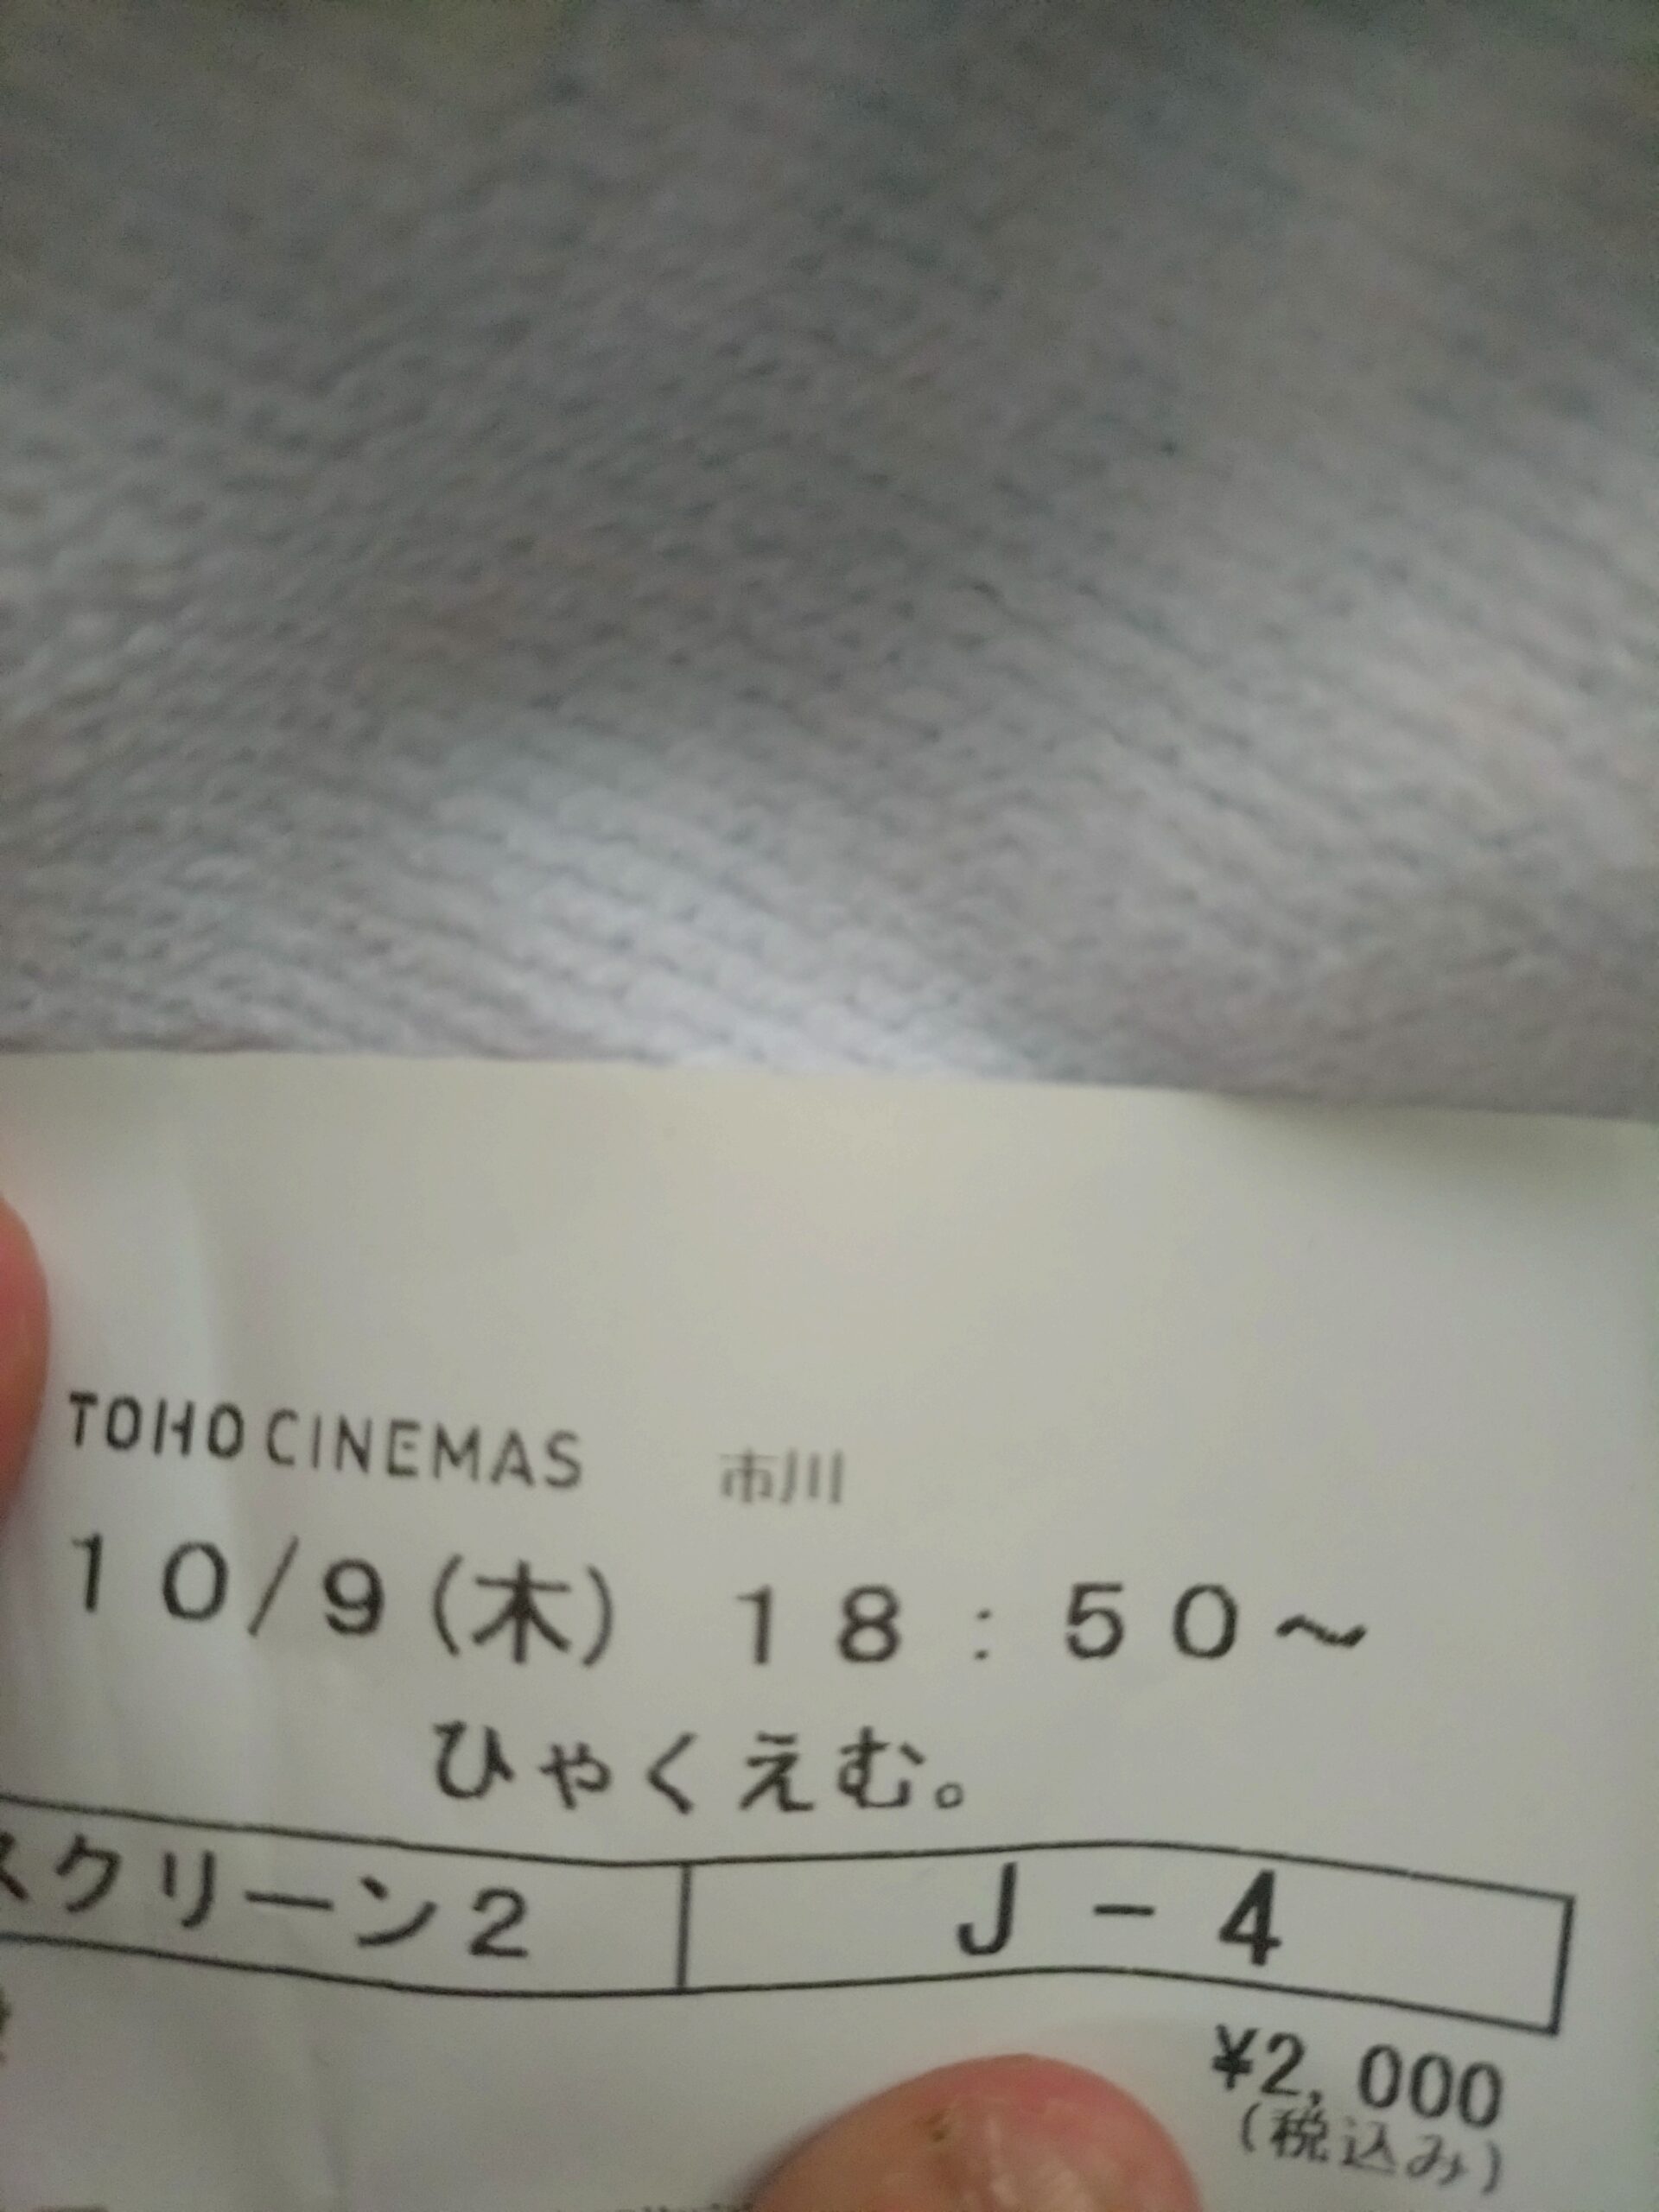 TOHO CINEMAS 市川
10/9(木) 18:50~
ひゃくえむ。
スクリーン2 J-4
¥2,000
(税込み)